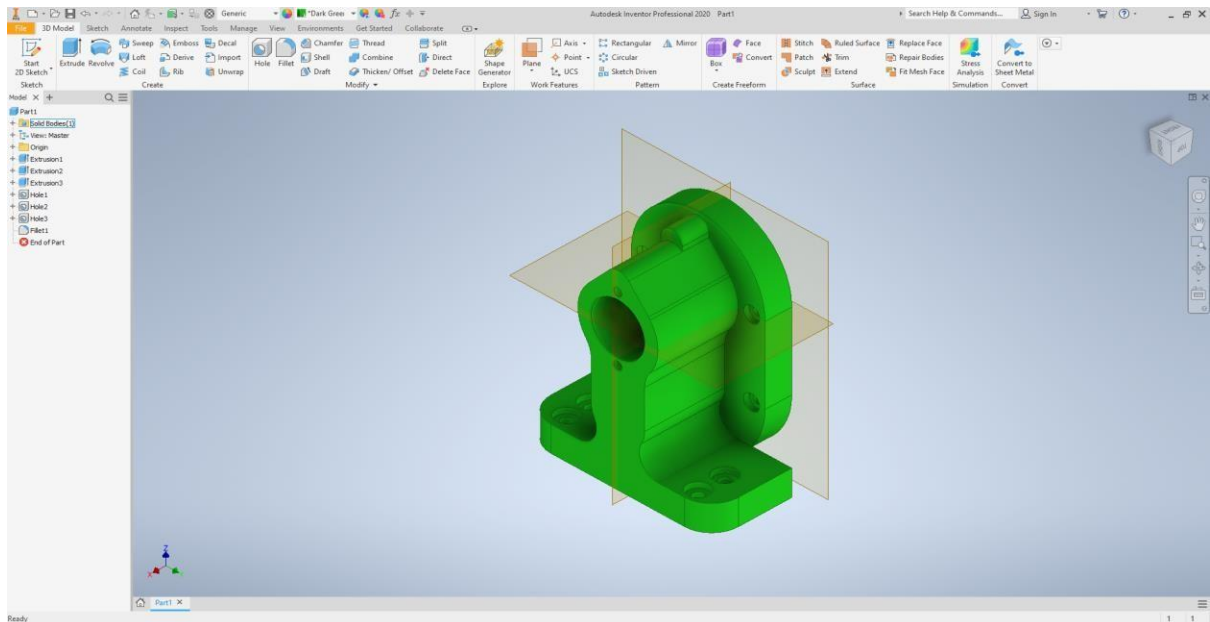 Generic
*Dark Gree
Autodesk Inventor Professional 2020 Part1
Search Help & Commands...
Sign In
File 3D Model Sketch Annotate Inspect Tools Manage View Environments Get Started Collaborate
Start
2D Sketch
Extrude
Revolve
Sweep Emboss Decal
Loft Derive Import
Coil Rib Unwrap
Hole
Fillet
Chamfer Thread Split
Shell Combine Direct
Draft Thicken/ Offset Delete Face
Shape
Generator
Plane
Axis
Point
UCS
Rectangular Mirror
Circular
Sketch Driven
Box
Face
Convert
Stitch Ruled Surface Replace Face
Patch Trim Repair Bodies
Sculpt Extend Fit Mesh Face
Stress
Analysis
Convert to
Sheet Metal
Sketch Create Modify Explore Work Features Pattern Create Freeform Surface Simulation Convert
Model
Part1
Solid Bodies(1)
View: Master
Origin
Extrusion1
Extrusion2
Extrusion3
Hole1
Hole2
Hole3
Fillet1
End of Part
Z
X
Part1
Ready
1 1